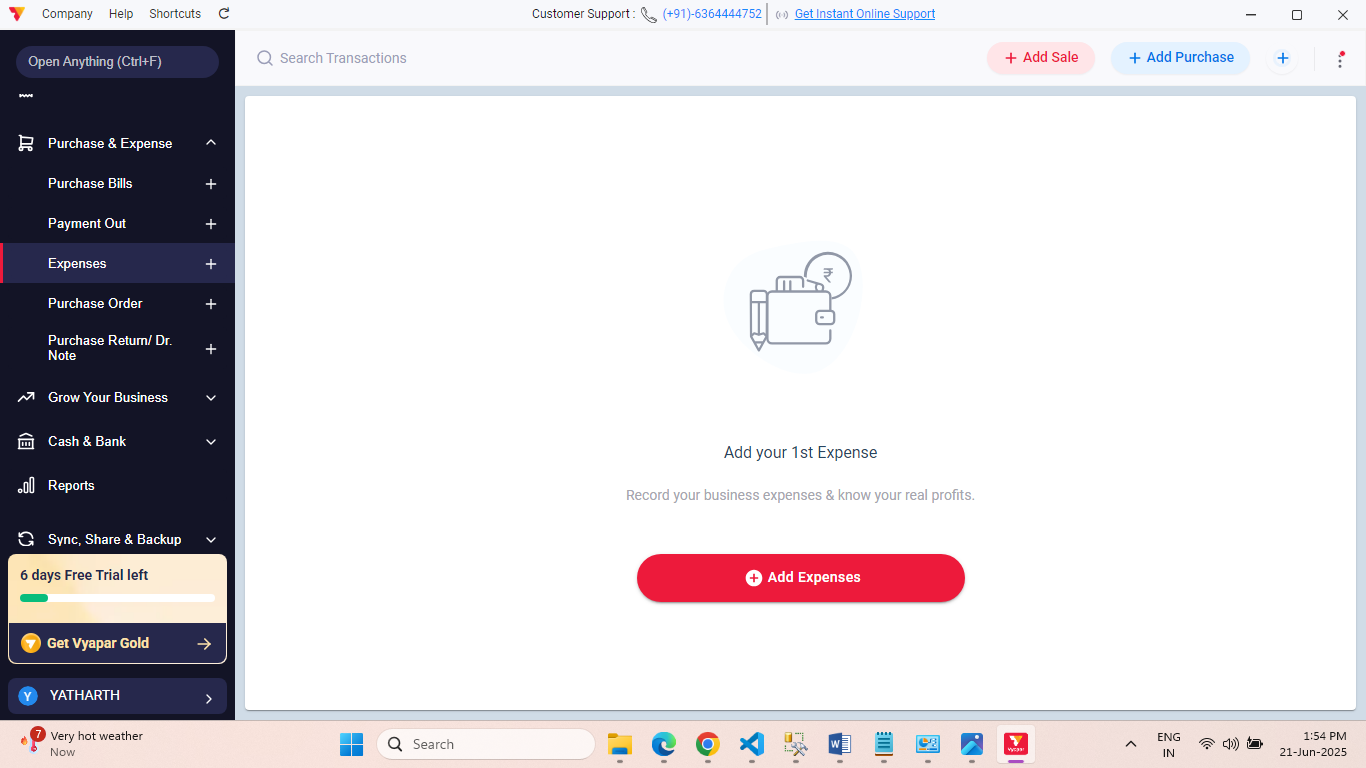 Company Help Shortcuts Customer Support : (+91)-6364444752 Get Instant Online Support
Open Anything (Ctrl+F)
Search Transactions
+ Add Sale
+ Add Purchase
Purchase & Expense
Purchase Bills
Payment Out
Expenses
Purchase Order
Purchase Return/ Dr.
Note
Grow Your Business
Cash & Bank
Reports
Sync, Share & Backup
6 days Free Trial left
Get Vyapar Gold
Y YATHARTH
₹
Add your 1st Expense
Record your business expenses & know your real profits.
Add Expenses
7 Very hot weather
Now
Search
Vyapar
ENG
IN
1:54 PM
21-Jun-2025